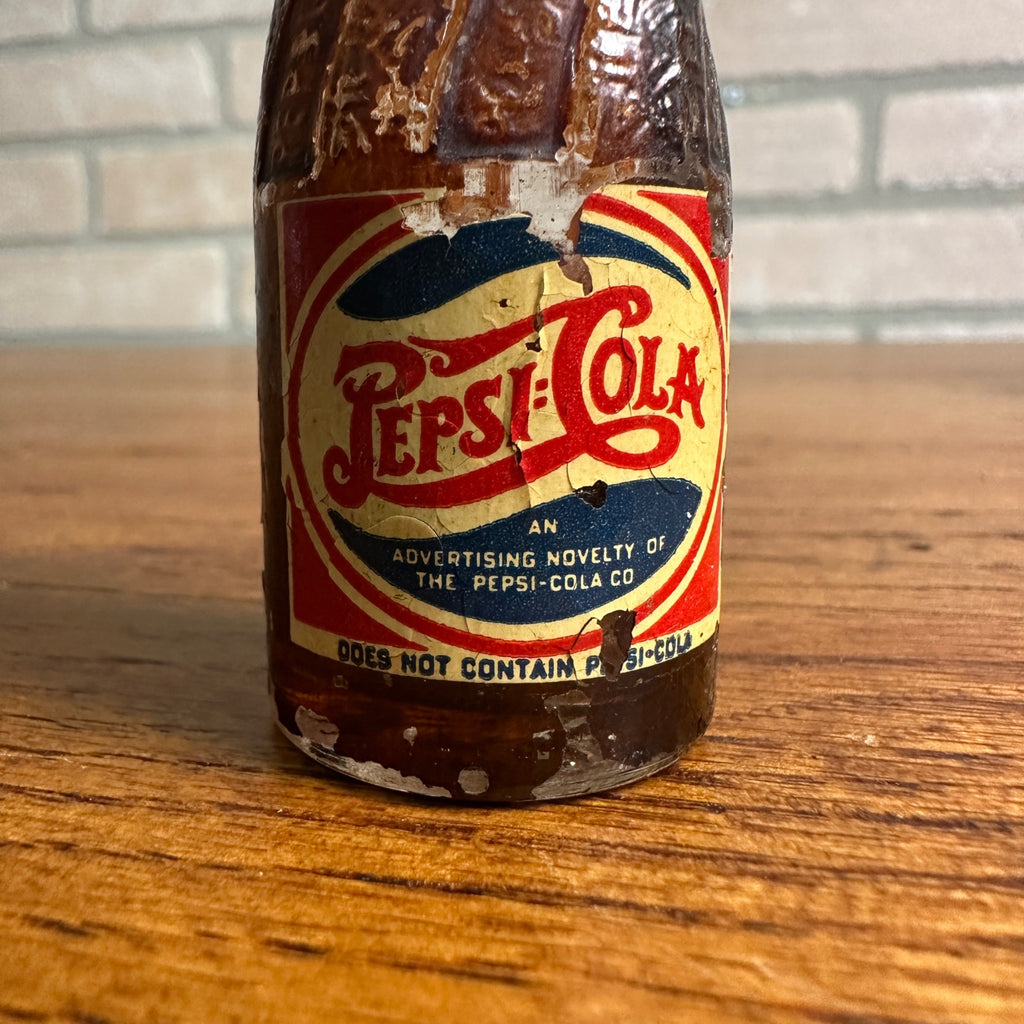 PEPSI=COLA
AN
ADVERTISING NOVELTY OF
THE PEPSI-COLA CO
DOES NOT CONTAIN P SI-COLA